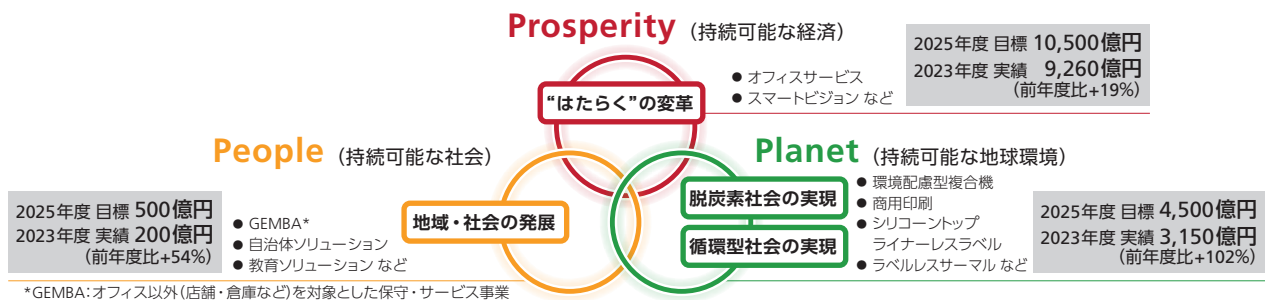 Prosperity (持続可能な経済)
● オフィスサービス
● スマートビジョン など
2025年度 目標 10,500億円
2023年度 実績 9,260億円
(前年度比+19%)
“はたらく”の変革
People (持続可能な社会)
2025年度 目標 500億円
2023年度 実績 200億円
(前年度比+54%)
● GEMBA*
● 自治体ソリューション
● 教育ソリューション など
地域・社会の発展
Planet (持続可能な地球環境)
脱炭素社会の実現
循環型社会の実現
● 環境配慮型複合機
● 商用印刷
● シリコーントップ
ライナーレスラベル
● ラベルレスサーマル など
2025年度 目標 4,500億円
2023年度 実績 3,150億円
(前年度比+102%)
*GEMBA:オフィス以外(店舗・倉庫など)を対象とした保守・サービス事業